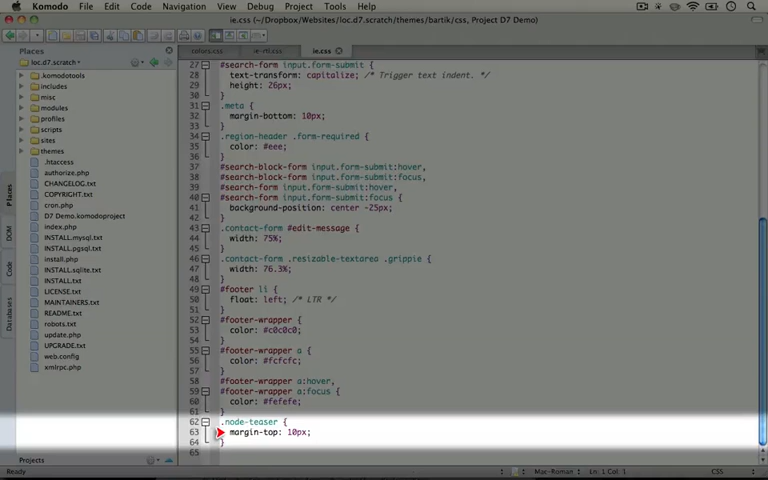 Komodo File Edit Code Navigation View Debug Project Tools Help
ie.css (~/Dropbox/Websites/loc.d7.scratch/themes/bartik/css, Project D7 Demo)
Places
colors.css ie-rtl.css ie.css
loc.d7.scratch
.komodotools
includes
misc
modules
profiles
scripts
sites
themes
.htaccess
authorize.php
CHANGELOG.txt
COPYRIGHT.txt
cron.php
D7 Demo.komodoproject
index.php
INSTALL.mysql.txt
INSTALL.pgsql.txt
install.php
INSTALL.sqlite.txt
INSTALL.txt
LICENSE.txt
MAINTAINERS.txt
README.txt
robots.txt
update.php
UPGRADE.txt
web.config
xmlrpc.php
Places
DOM
Code
Databases
27 #search-form input.form-submit {
28 text-transform: capitalize; /* Trigger text indent. */
29 height: 26px;
30 }
31 .meta {
32 margin-bottom: 10px;
33 }
34 .region-header .form-required {
35 color: #eee;
36 }
37 #search-block-form input.form-submit:hover,
38 #search-block-form input.form-submit:focus,
39 #search-form input.form-submit:hover,
40 #search-form input.form-submit:focus {
41 background-position: center -25px;
42 }
43 .contact-form #edit-message {
44 width: 75%;
45 }
46 .contact-form .resizable-textarea .grippie {
47 width: 76.3%;
48 }
49 #footer li {
50 float: left; /* LTR */
51 }
52 #footer-wrapper {
53 color: #c0c0c0;
54 }
55 #footer-wrapper a {
56 color: #fcfcfc;
57 }
58 #footer-wrapper a:hover,
59 #footer-wrapper a:focus {
60 color: #fefefe;
61 }
62 .node-teaser {
63 margin-top: 10px;
64 }
65
Projects
Ready Mac-Roman Ln: 1 Col: 1 CSS